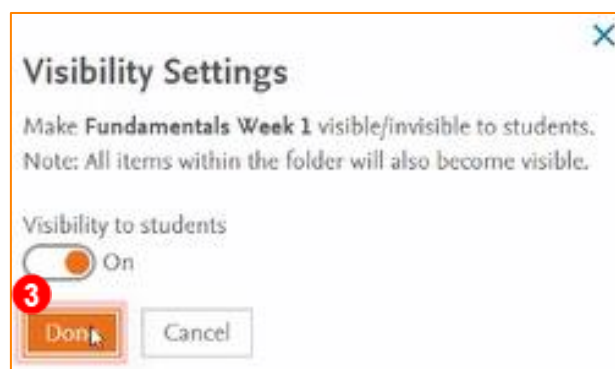 Visibility Settings
Make Fundamentals Week 1 visible/invisible to students.
Note: All items within the folder will also become visible.
Visibility to students
On
3
Done Cancel